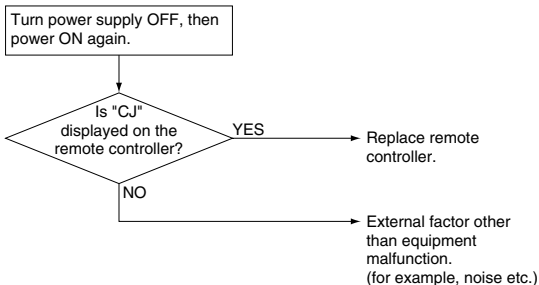 Turn power supply OFF, then
power ON again.
Is "CJ"
displayed on the
remote controller?
YES
Replace remote
controller.
NO
External factor other
than equipment
malfunction.
(for example, noise etc.)